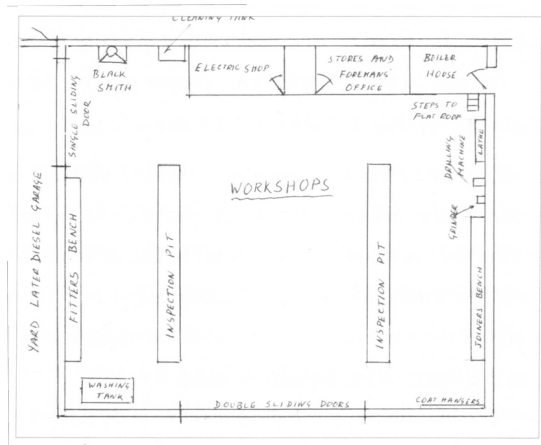 CLEANING TANK
BLACK
SMITH
ELECTRIC SHOP
STORES AND
FOREMANS
OFFICE
BOILER
HOUSE
STEPS TO
FLAT ROOF
SINGLE SLIDING
DOOR
LATHE
DRILLING
MACHINE
GRINDER
WORKSHOPS
YARD LATER DIESEL GARAGE
FITTERS BENCH
INSPECTION PIT
INSPECTION PIT
JOINERS BENCH
WASHING
TANK
DOUBLE SLIDING DOORS
COAT HANGERS